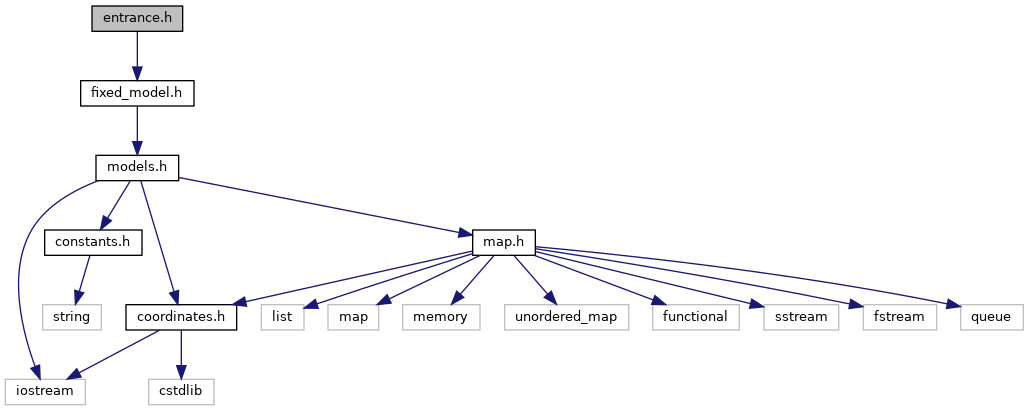 entrance.h
fixed_model.h
models.h
constants.h
map.h
string
coordinates.h
list
map
memory
unordered_map
functional
sstream
fstream
queue
iostream
cstdlib